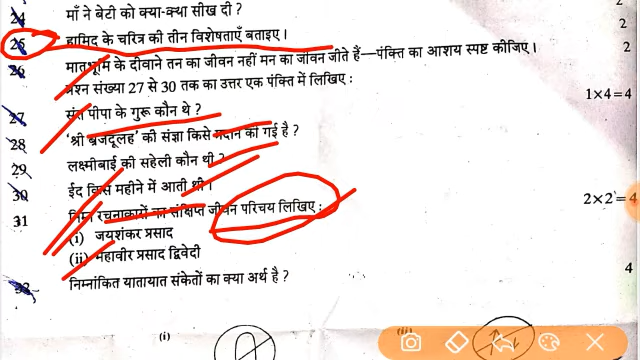 24 माँ ने बेटी को क्या-क्या सीख दी ? 2
25 हामिद के चरित्र की तीन विशेषताएँ बताइए । 2
26 मातृभूमि के दीवाने तन का जीवन नहीं मन का जीवन जीते हैं—पंक्ति का आशय स्पष्ट कीजिए । 2
प्रश्न संख्या 27 से 30 तक का उत्तर एक पंक्ति में लिखिए : 1×4=4
27 संत पीपा के गुरू कौन थे ?
28 'श्री ब्रजदूलह' की संज्ञा किसे प्रदान की गई है ?
29 लक्ष्मीबाई की सहेली कौन थी ?
30 ईद किस महीने में आती थी ।
31 निम्न रचनाकारों का संक्षिप्त जीवन परिचय लिखिए : 2×2=4
(i) जयशंकर प्रसाद
(ii) महावीर प्रसाद द्विवेदी
निम्नांकित यातायात संकेतों का क्या अर्थ है ? 4
(i)